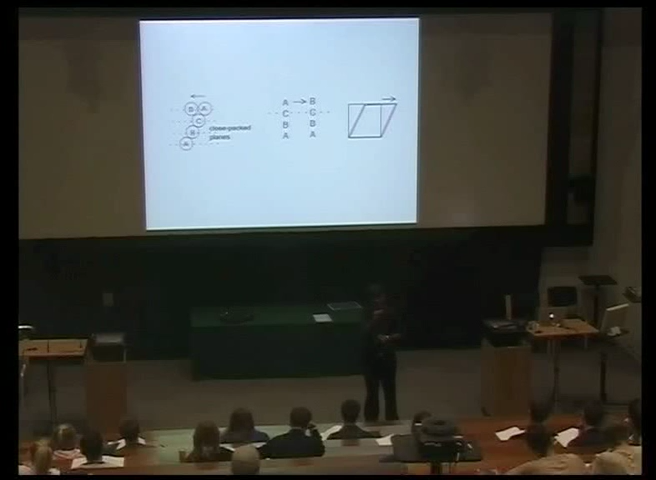 B A
C
B
A
close-packed
planes
A → B
C C
B B
A A